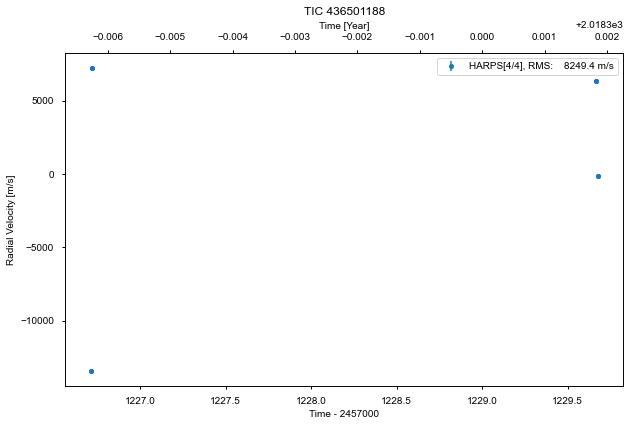 TIC 436501188
Time [Year]
+2.0183e3
−0.006 −0.005 −0.004 −0.003 −0.002 −0.001 0.000 0.001 0.002
HARPS[4/4], RMS: 8249.4 m/s
5000
0
−5000
−10000
Radial Velocity [m/s]
1227.0 1227.5 1228.0 1228.5 1229.0 1229.5
Time - 2457000